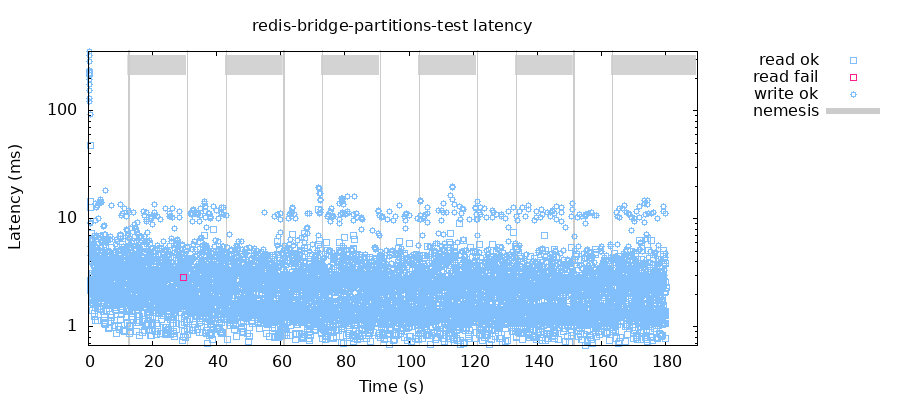 redis-bridge-partitions-test latency
read ok
read fail
write ok
nemesis
100
10
1
Latency (ms)
0 20 40 60 80 100 120 140 160 180
Time (s)